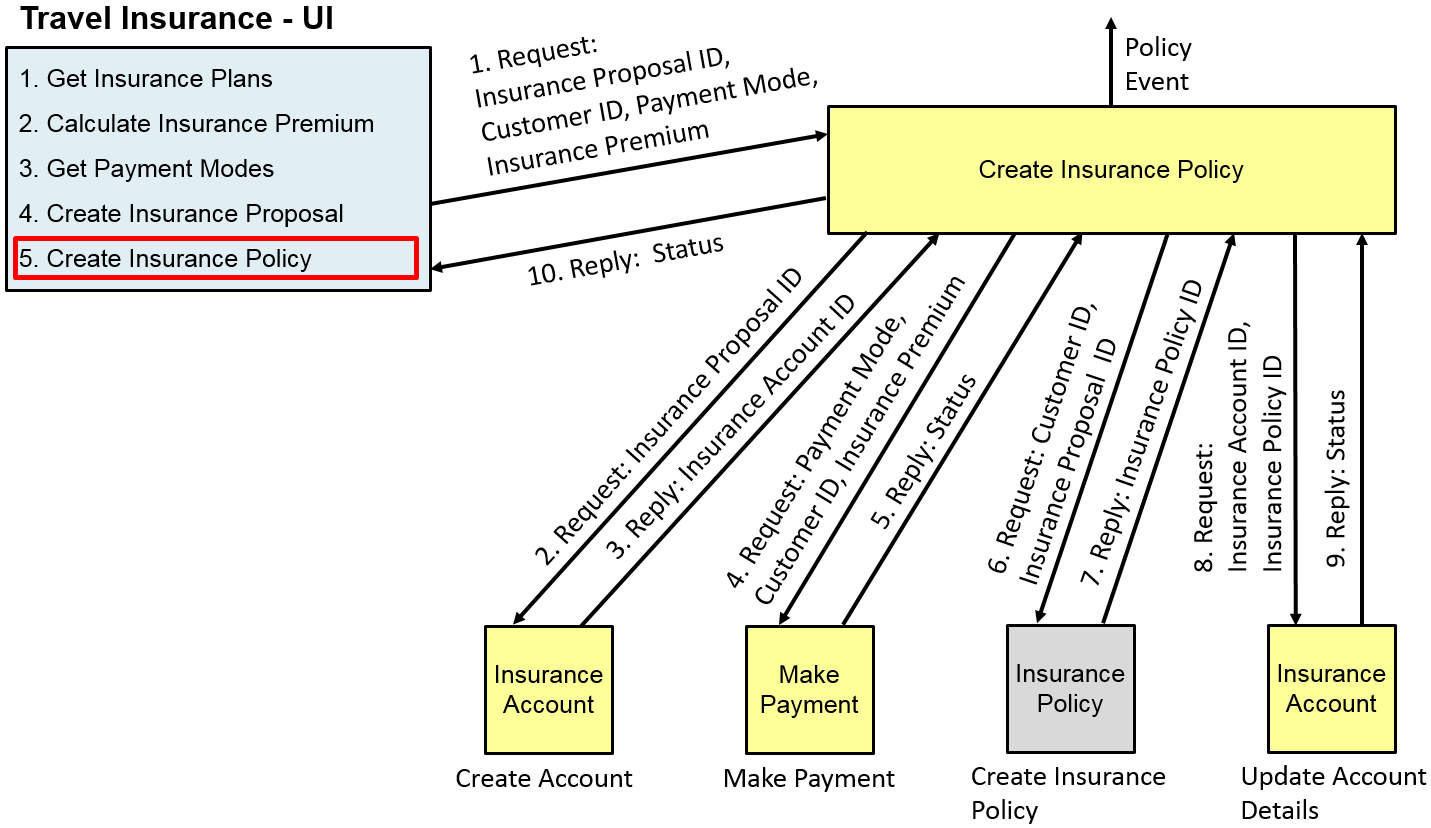 Travel Insurance - UI
1. Get Insurance Plans
2. Calculate Insurance Premium
3. Get Payment Modes
4. Create Insurance Proposal
5. Create Insurance Policy
1. Request:
Insurance Proposal ID,
Customer ID, Payment Mode,
Insurance Premium
10. Reply: Status
Policy
Event
Create Insurance Policy
2. Request: Insurance Proposal ID
3. Reply: Insurance Account ID
4. Request: Payment Mode,
Customer ID, Insurance Premium
5. Reply: Status
6. Request: Customer ID,
Insurance Proposal ID
7. Reply: Insurance Policy ID
8. Request:
Insurance Account ID,
Insurance Policy ID
9. Reply: Status
Insurance
Account
Create Account
Make
Payment
Make Payment
Insurance
Policy
Create Insurance
Policy
Insurance
Account
Update Account
Details